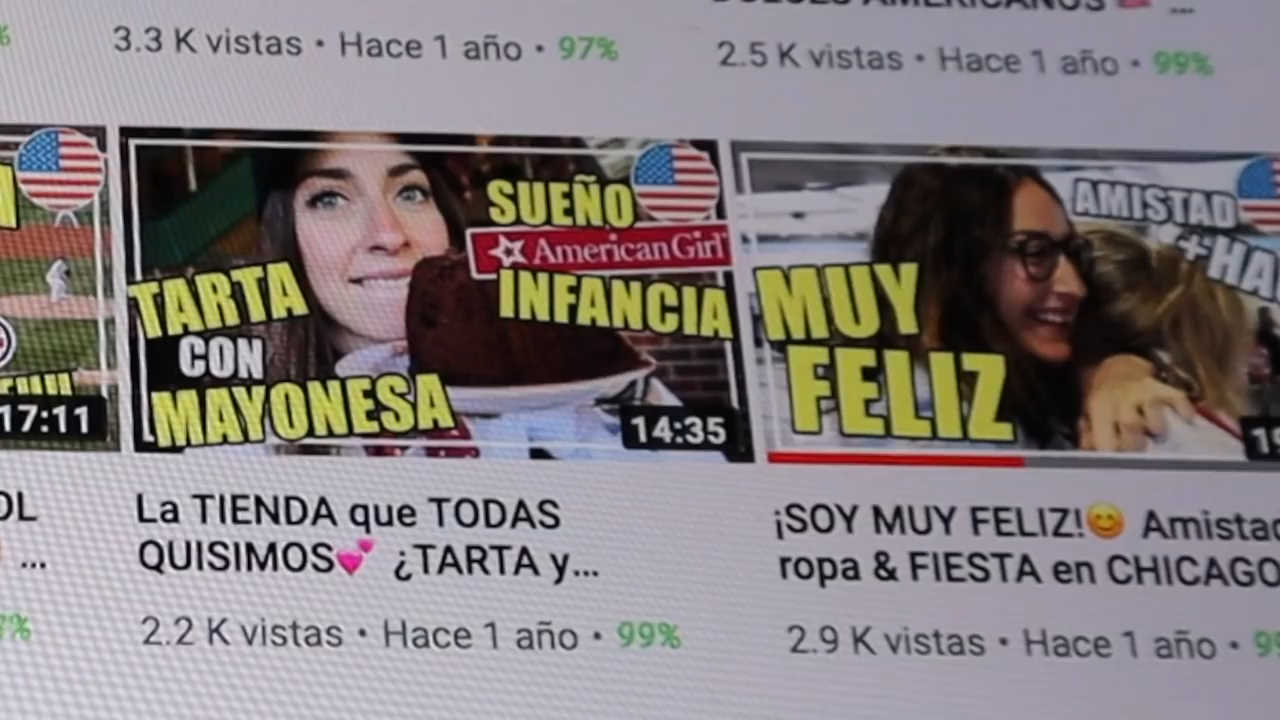 3.3 K vistas • Hace 1 año • 97%
2.5 K vistas • Hace 1 año • 99%
17:11
SUEÑO
American Girl
INFANCIA
TARTA
CON
MAYONESA
14:35
AMISTAD
MUY
FELIZ
La TIENDA que TODAS
QUISIMOS💕 ¿TARTA y...
2.2 K vistas • Hace 1 año • 99%
¡SOY MUY FELIZ!😊
ropa & FIESTA en CHICAGO
2.9 K vistas • Hace 1 año •